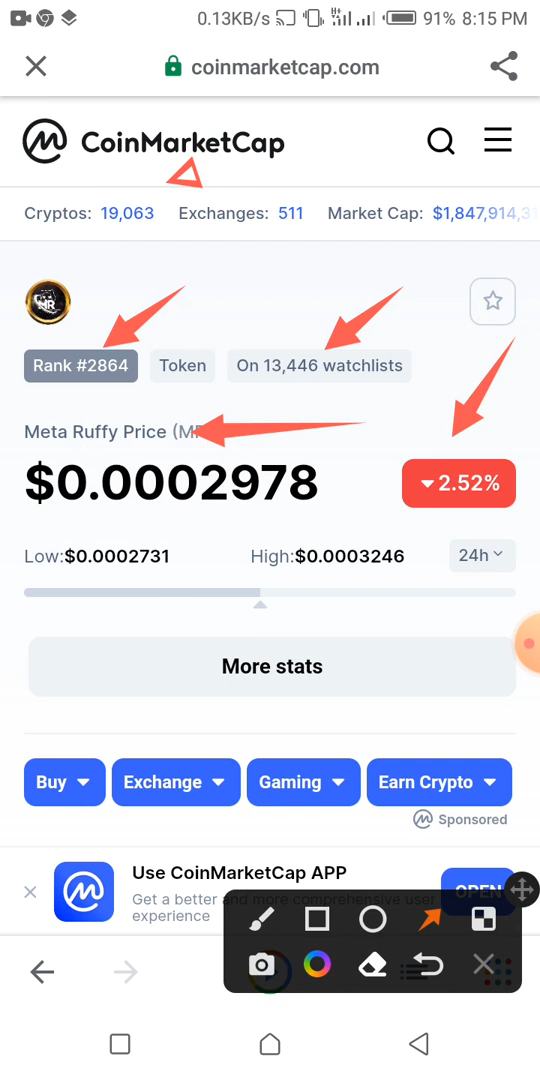 0.13KB/s 91% 8:15 PM
coinmarketcap.com
CoinMarketCap
Cryptos: 19,063 Exchanges: 511 Market Cap: $1,847,914,31
MR
Rank #2864 Token On 13,446 watchlists
Meta Ruffy Price (M
$0.0002978 2.52%
Low:$0.0002731 High:$0.0003246 24h
More stats
Buy Exchange Gaming Earn Crypto
Sponsored
Use CoinMarketCap APP
Get a better and more comprehensive user OPEN
experience